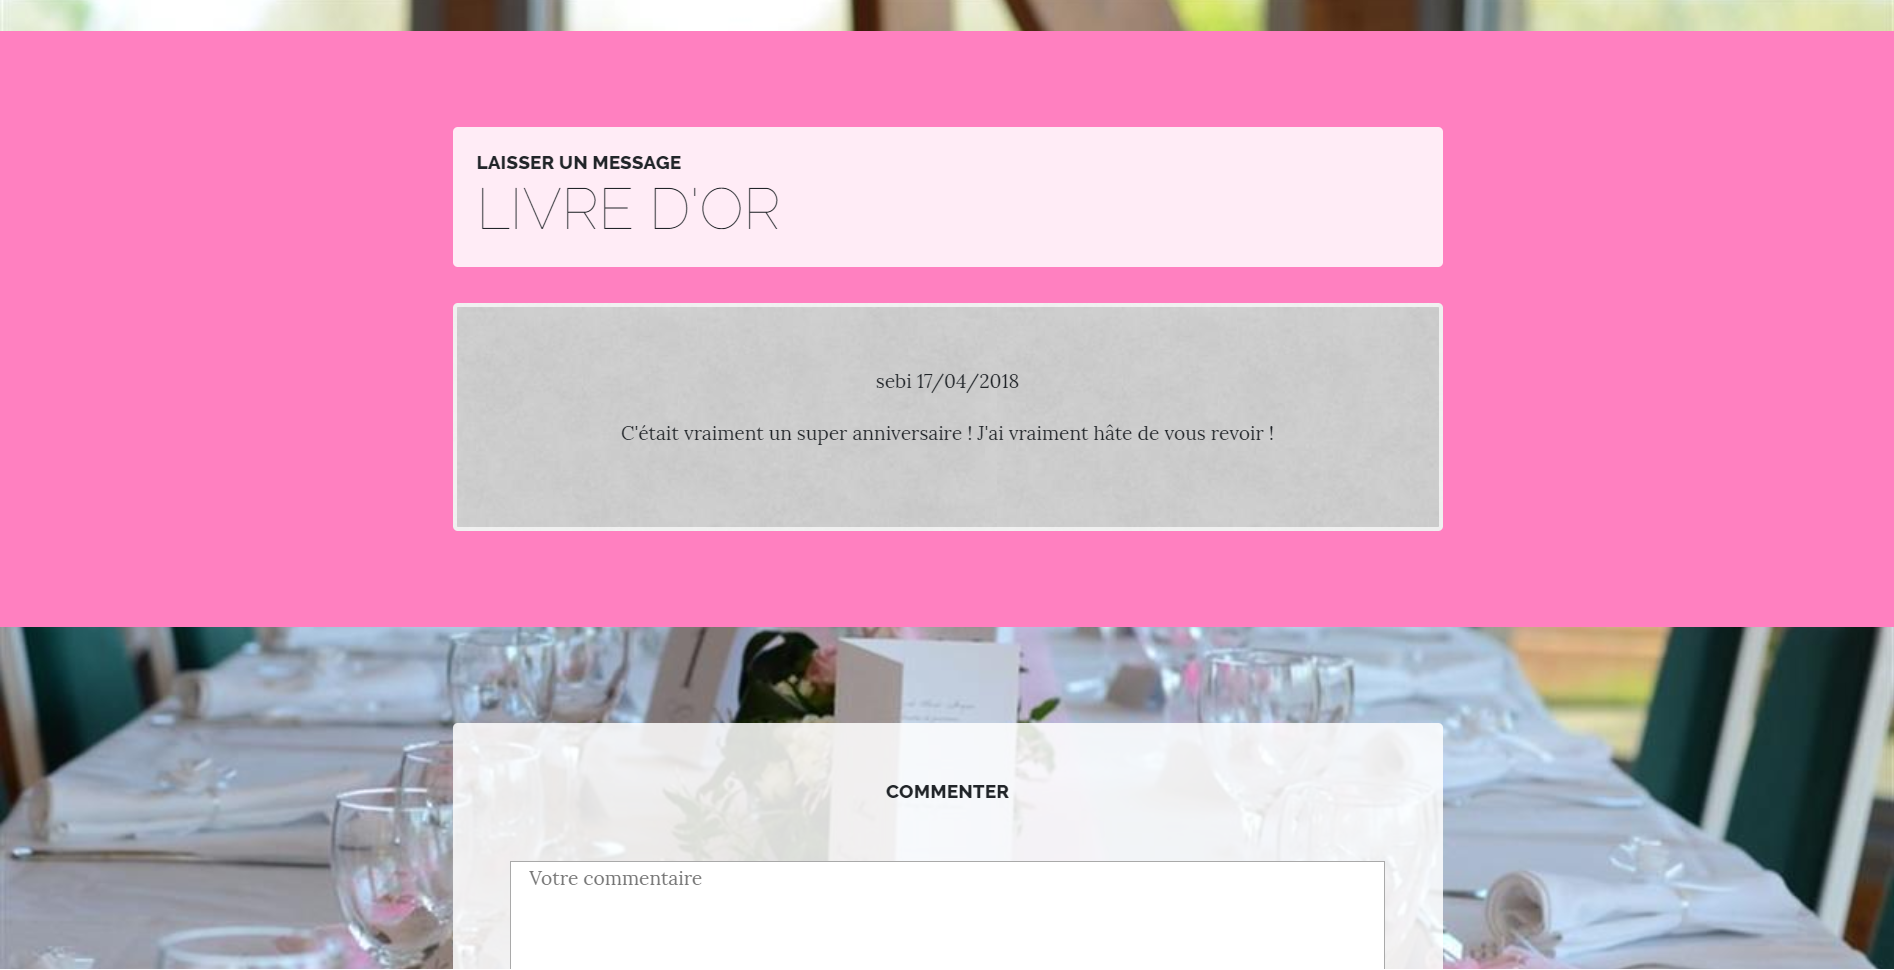 LAISSER UN MESSAGE
LIVRE D'OR
sebi 17/04/2018
C'était vraiment un super anniversaire ! J'ai vraiment hâte de vous revoir !
COMMENTER
Votre commentaire